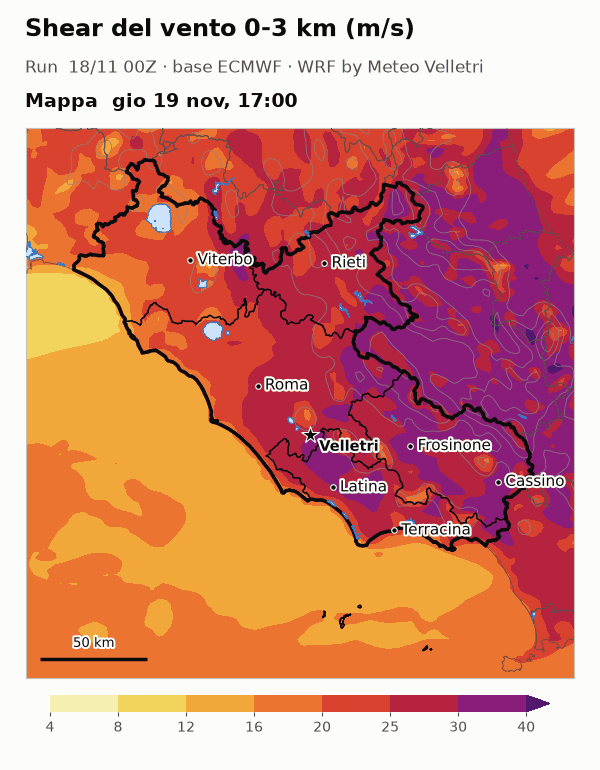 Shear del vento 0-3 km (m/s)
Run 18/11 00Z · base ECMWF · WRF by Meteo Velletri
Mappa gio 19 nov, 17:00
Viterbo
Rieti
Roma
Velletri
Frosinone
Latina
Cassino
Terracina
50 km
4 8 12 16 20 25 30 40